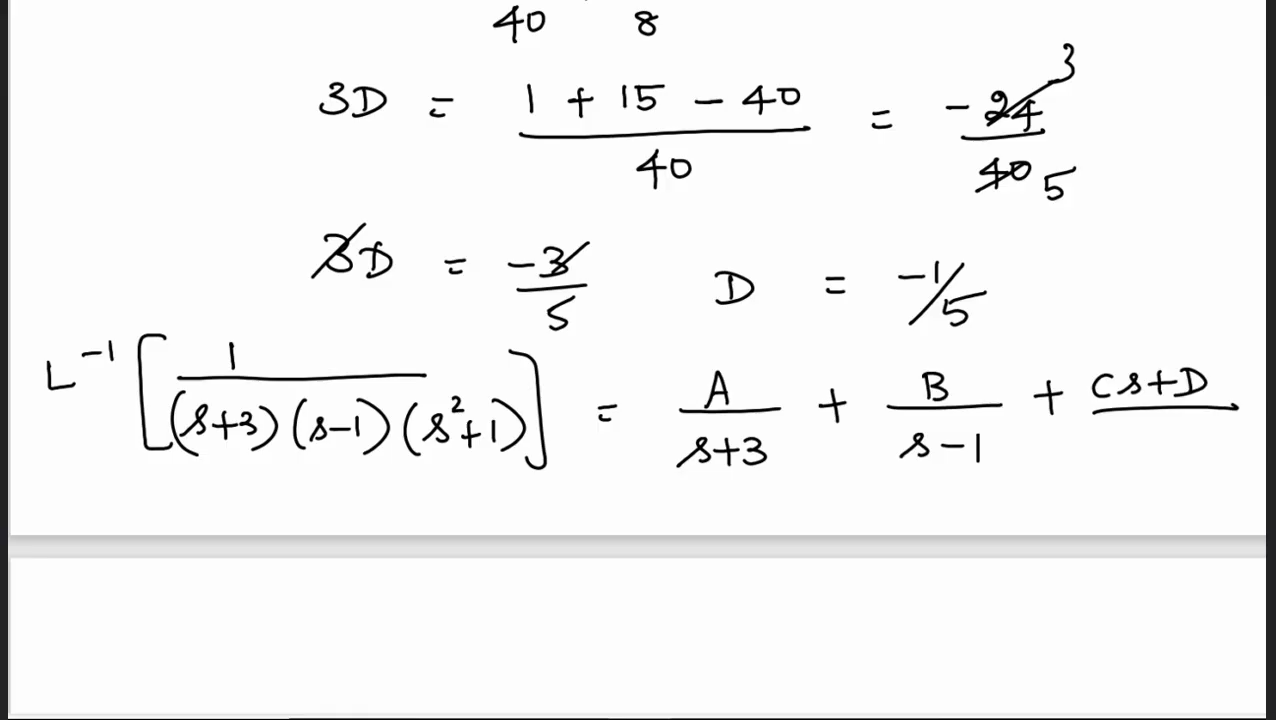 40 8
3D = 1 + 15 - 40 / 40 = -24 3 / 40 5
3D = -3/5 D = -1/5
L^-1 [ 1 / (s+3)(s-1)(s^2+1) ] = A/(s+3) + B/(s-1) + Cs+D